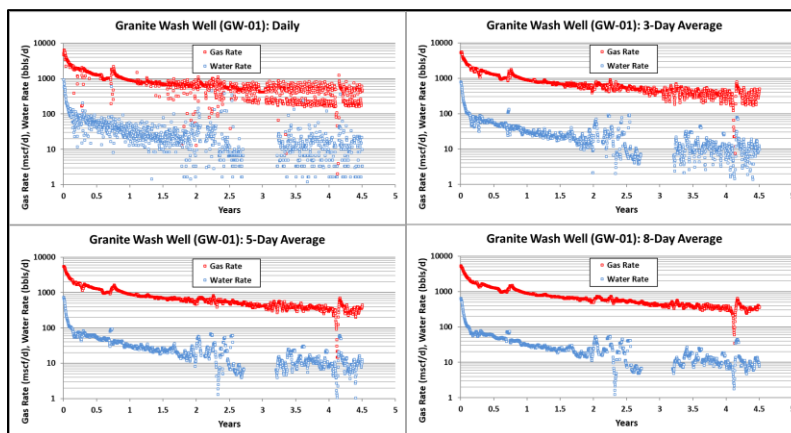 Granite Wash Well (GW-01): Daily
Gas Rate (mscf/d), Water Rate (bbls/d)
10000
1000
100
10
1
Gas Rate
Water Rate
0 0.5 1 1.5 2 2.5 3 3.5 4 4.5 5
Years
Granite Wash Well (GW-01): 3-Day Average
Gas Rate (mscf/d), Water Rate (bbls/d)
10000
1000
100
10
1
Gas Rate
Water Rate
0 0.5 1 1.5 2 2.5 3 3.5 4 4.5 5
Years
Granite Wash Well (GW-01): 5-Day Average
Gas Rate (mscf/d), Water Rate (bbls/d)
10000
1000
100
10
1
Gas Rate
Water Rate
0 0.5 1 1.5 2 2.5 3 3.5 4 4.5 5
Years
Granite Wash Well (GW-01): 8-Day Average
Gas Rate (mscf/d), Water Rate (bbls/d)
10000
1000
100
10
1
Gas Rate
Water Rate
0 0.5 1 1.5 2 2.5 3 3.5 4 4.5 5
Years